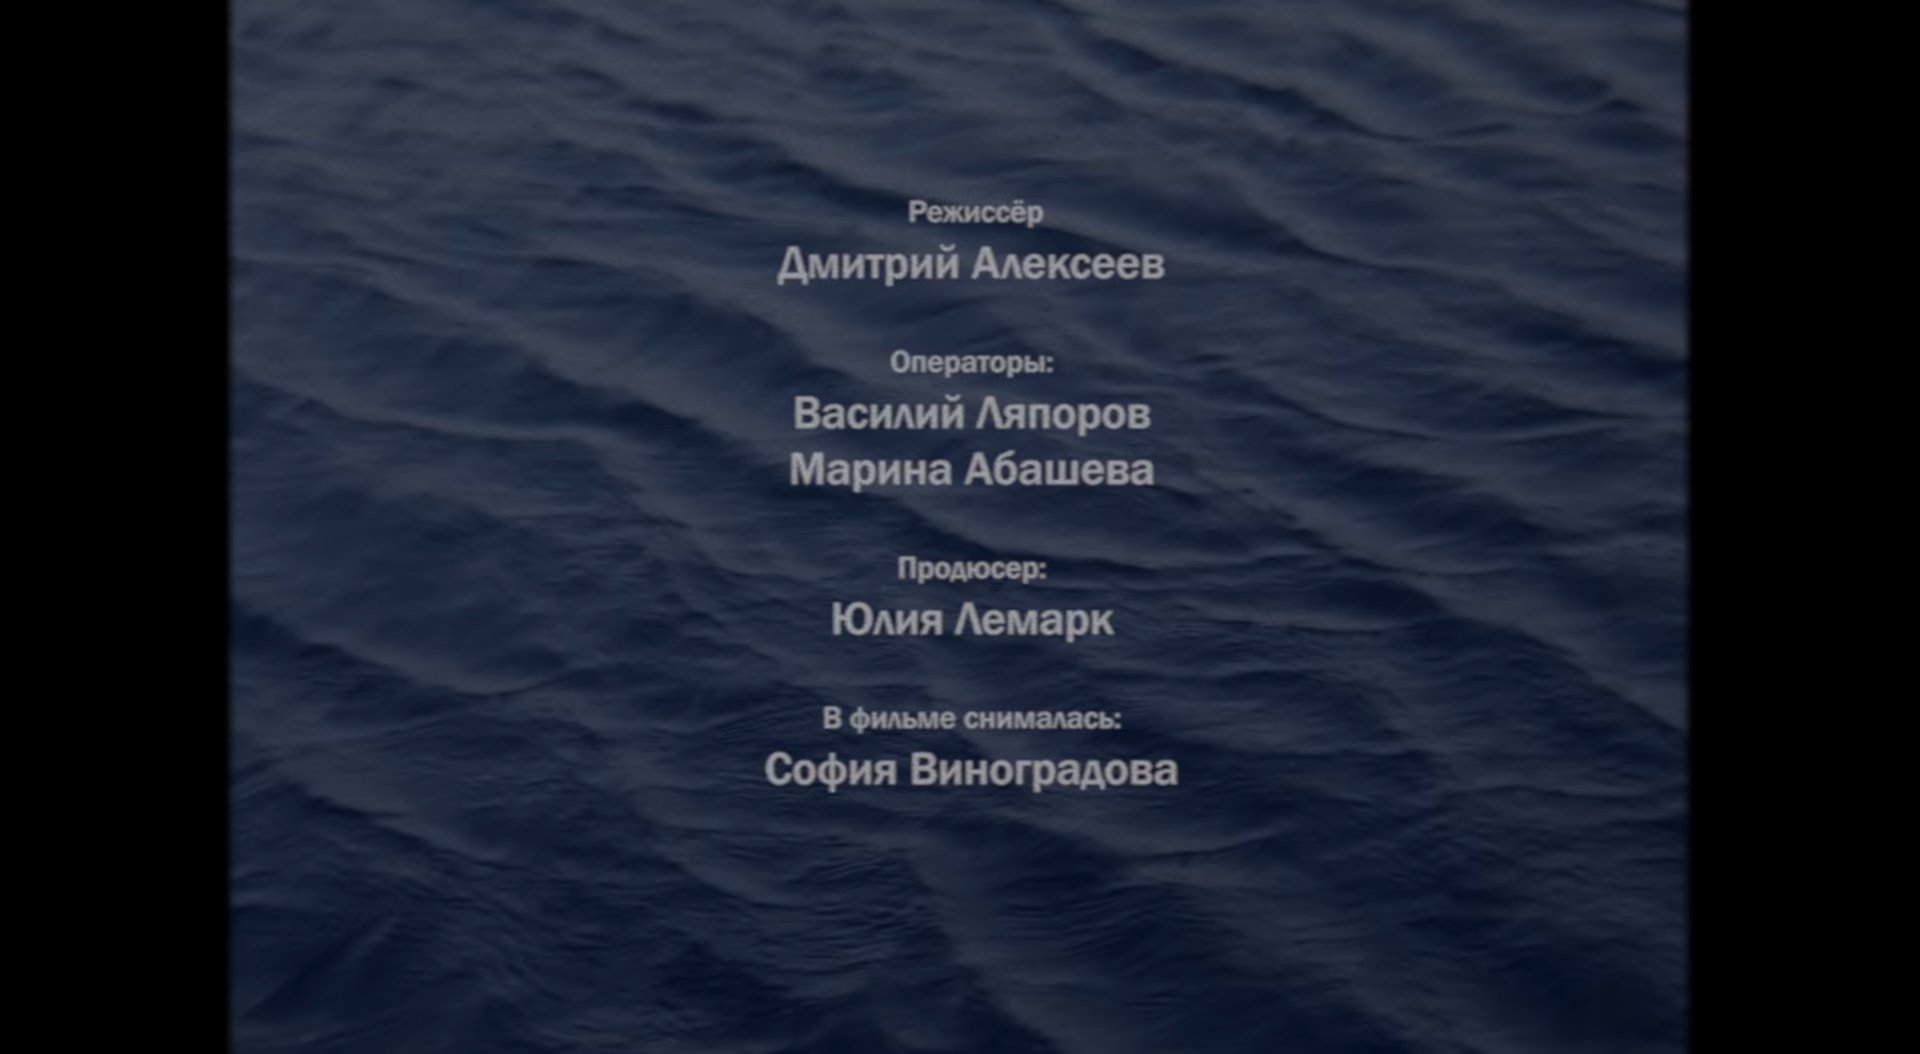 Режиссёр
Дмитрий Алексеев
Операторы:
Василий Ляпоров
Марина Абашева
Продюсер:
Юлия Лемарк
В фильме снималась:
София Виноградова